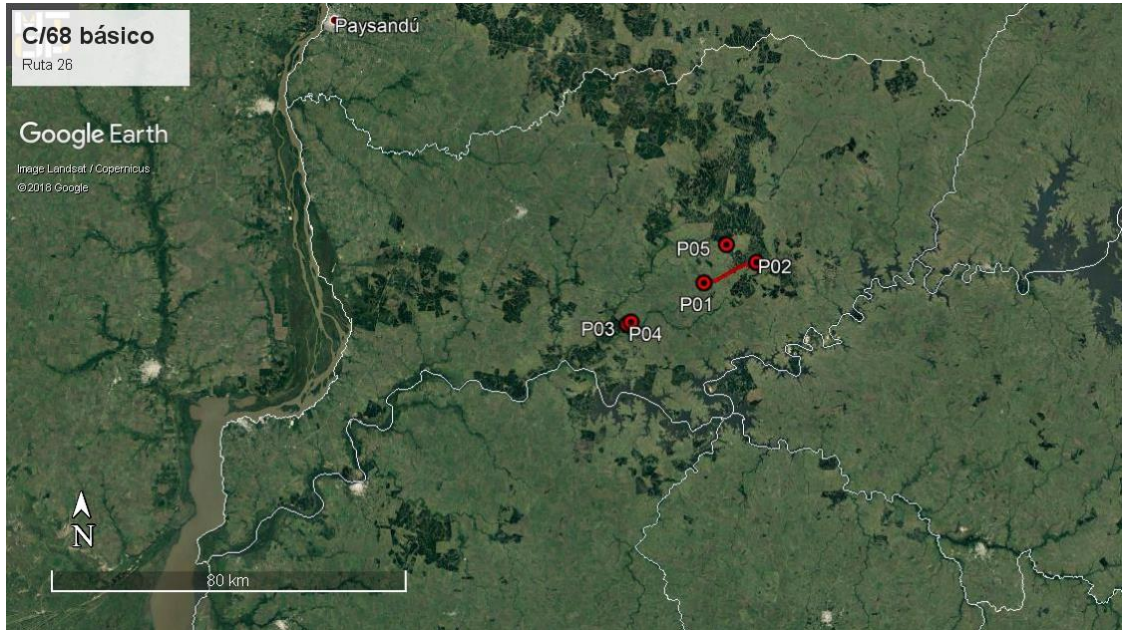 C/68 básico
Ruta 26
Paysandú
Google Earth
Image Landsat / Copernicus
©2018 Google
P05
P02
P01
P03
P04
N
80 km